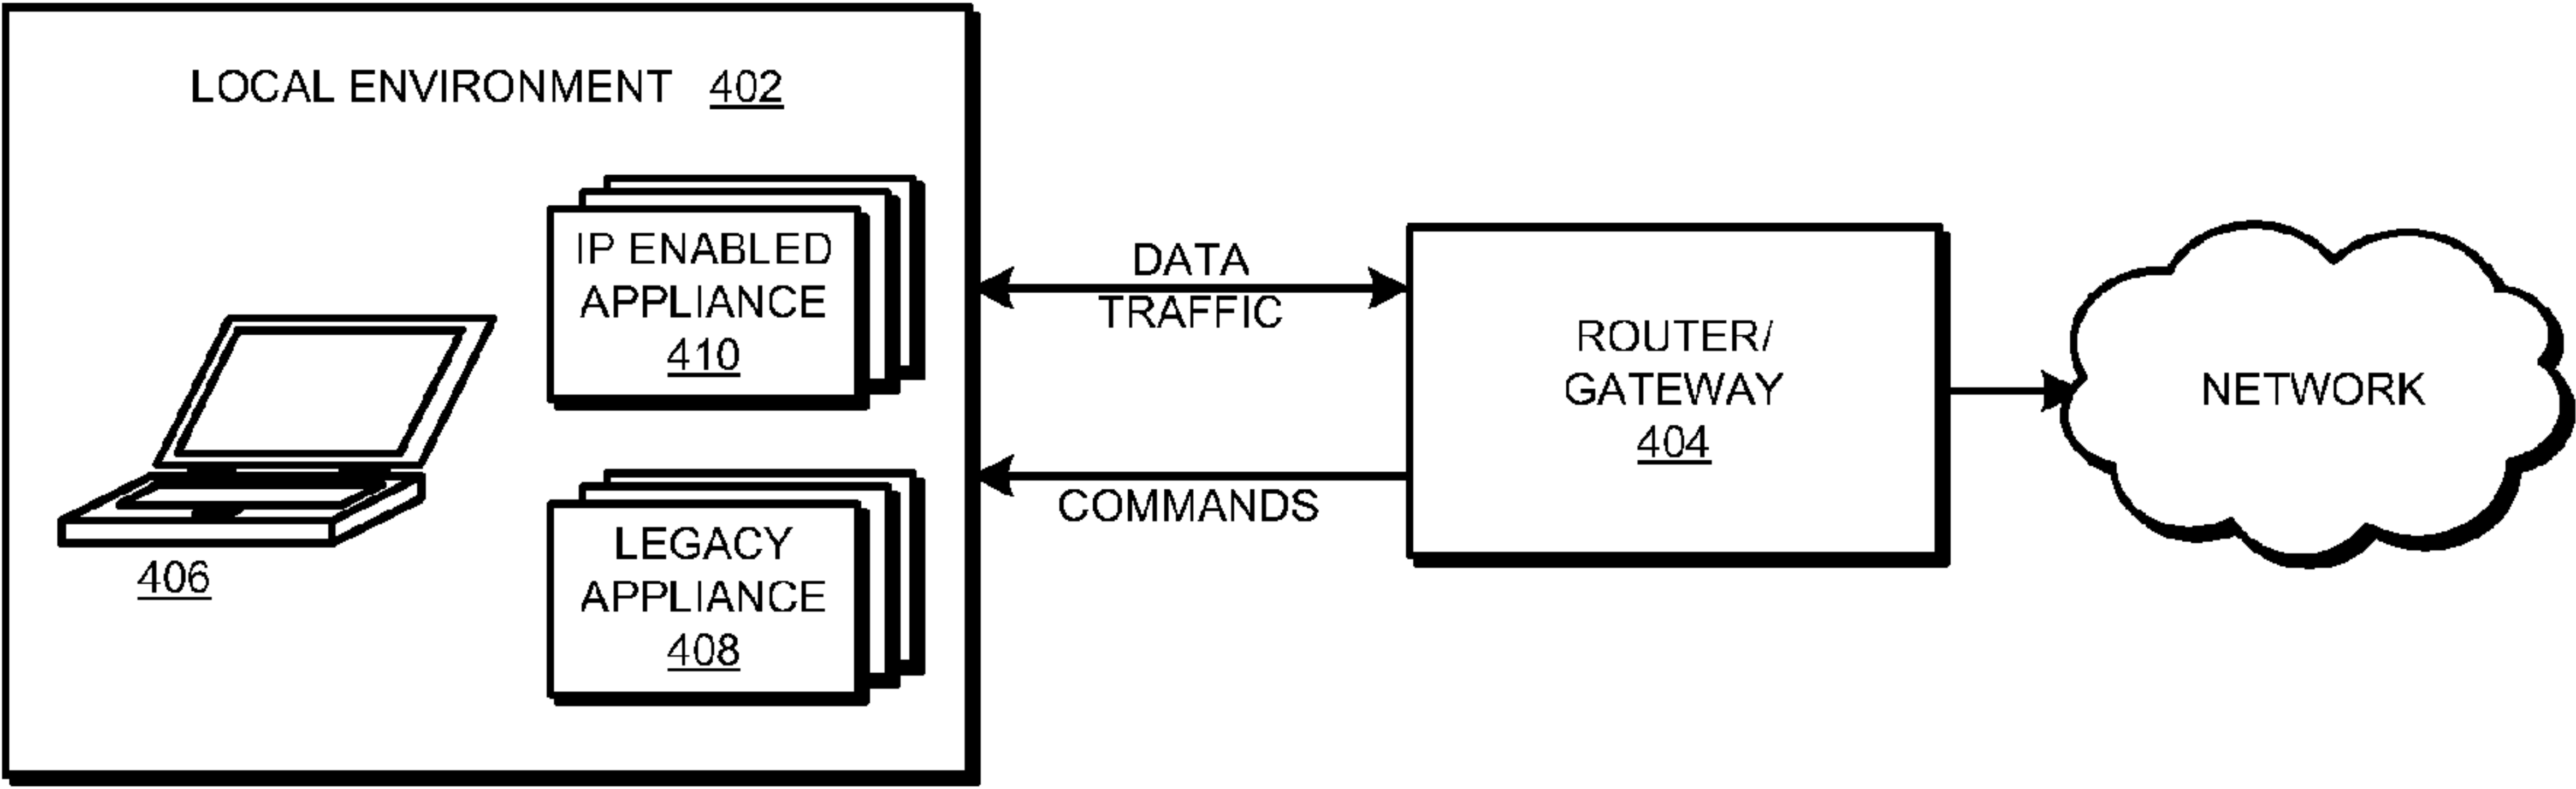 LOCAL ENVIRONMENT 402
IP ENABLED
APPLIANCE
410
406
LEGACY
APPLIANCE
408
DATA
TRAFFIC
COMMANDS
ROUTER/
GATEWAY
404
NETWORK